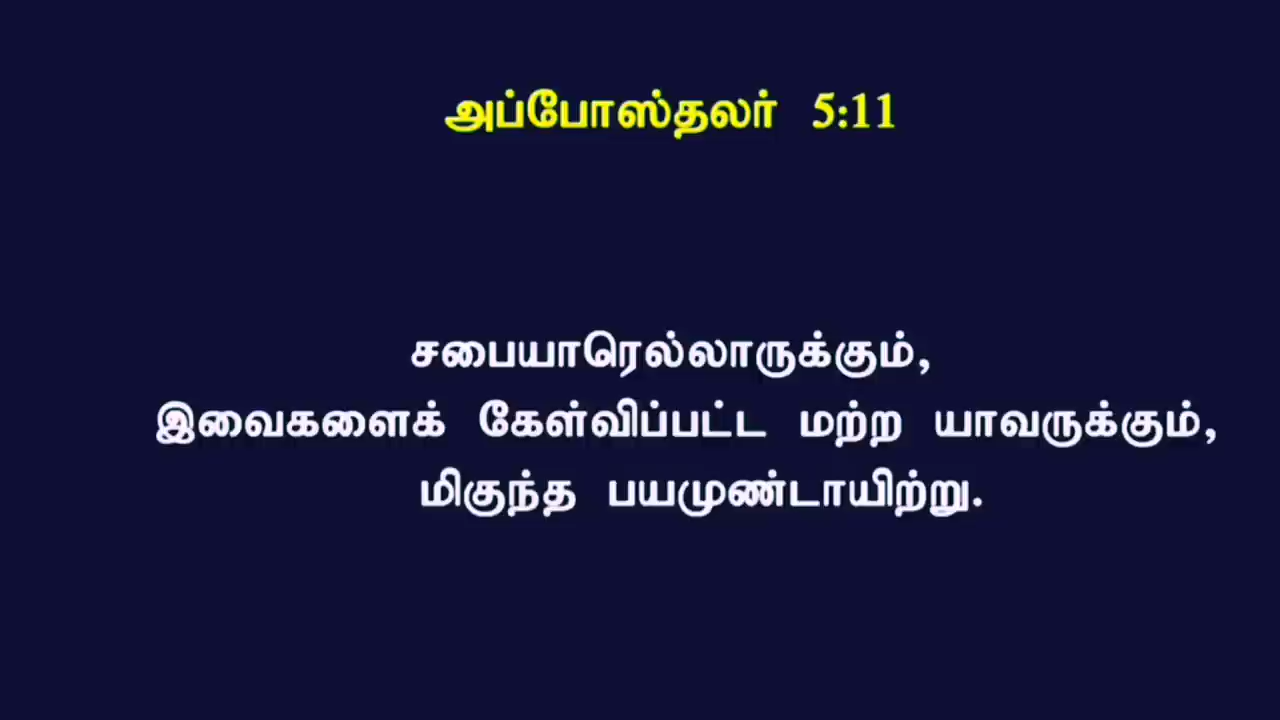 அப்போஸ்தலர் 5:11
சபையாரெல்லாருக்கும்,
இவைகளைக் கேள்விப்பட்ட மற்ற யாவருக்கும்,
மிகுந்த பயமுண்டாயிற்று.